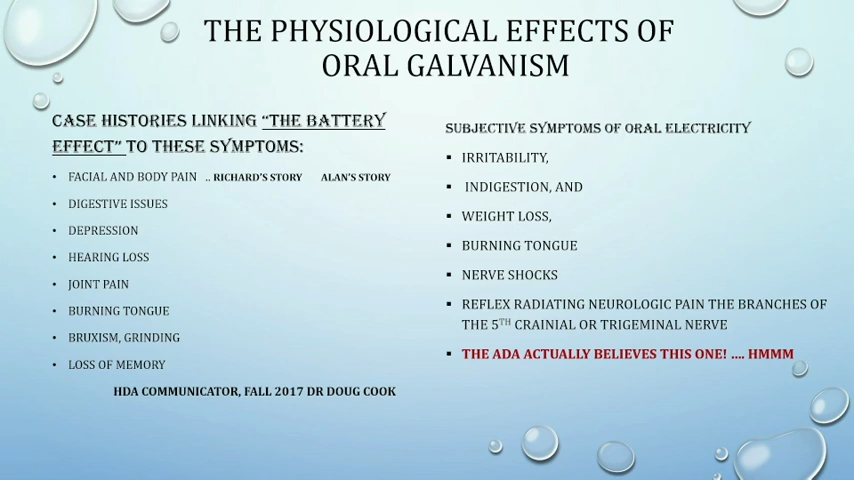 THE PHYSIOLOGICAL EFFECTS OF
ORAL GALVANISM
CASE HISTORIES LINKING “THE BATTERY
EFFECT” TO THESE SYMPTOMS:
• FACIAL AND BODY PAIN .. RICHARD’S STORY ALAN’S STORY
• DIGESTIVE ISSUES
• DEPRESSION
• HEARING LOSS
• JOINT PAIN
• BURNING TONGUE
• BRUXISM, GRINDING
• LOSS OF MEMORY
HDA COMMUNICATOR, FALL 2017 DR DOUG COOK
SUBJECTIVE SYMPTOMS OF ORAL ELECTRICITY
▪ IRRITABILITY,
▪ INDIGESTION, AND
▪ WEIGHT LOSS,
▪ BURNING TONGUE
▪ NERVE SHOCKS
▪ REFLEX RADIATING NEUROLOGIC PAIN THE BRANCHES OF
THE 5TH CRAINIAL OR TRIGEMINAL NERVE
▪ THE ADA ACTUALLY BELIEVES THIS ONE! .... HMMM